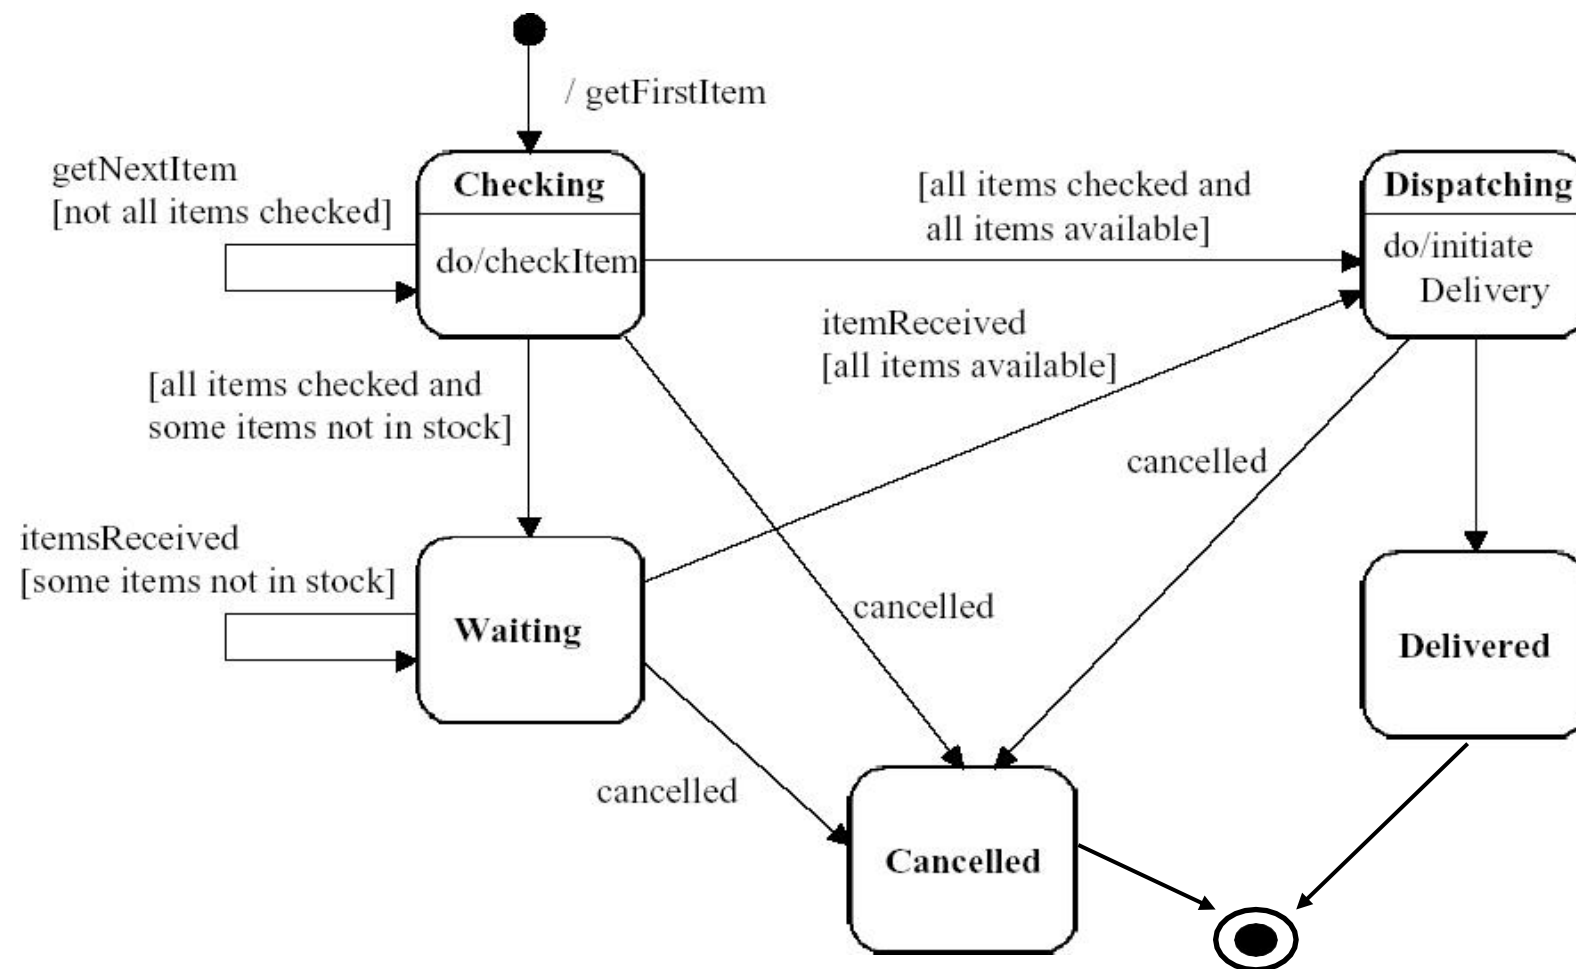 / getFirstItem
getNextItem
[not all items checked]
Checking
do/checkItem
[all items checked and
all items available]
Dispatching
do/initiate
Delivery
itemReceived
[all items available]
[all items checked and
some items not in stock]
cancelled
itemsReceived
[some items not in stock]
Waiting
cancelled
Delivered
cancelled
Cancelled